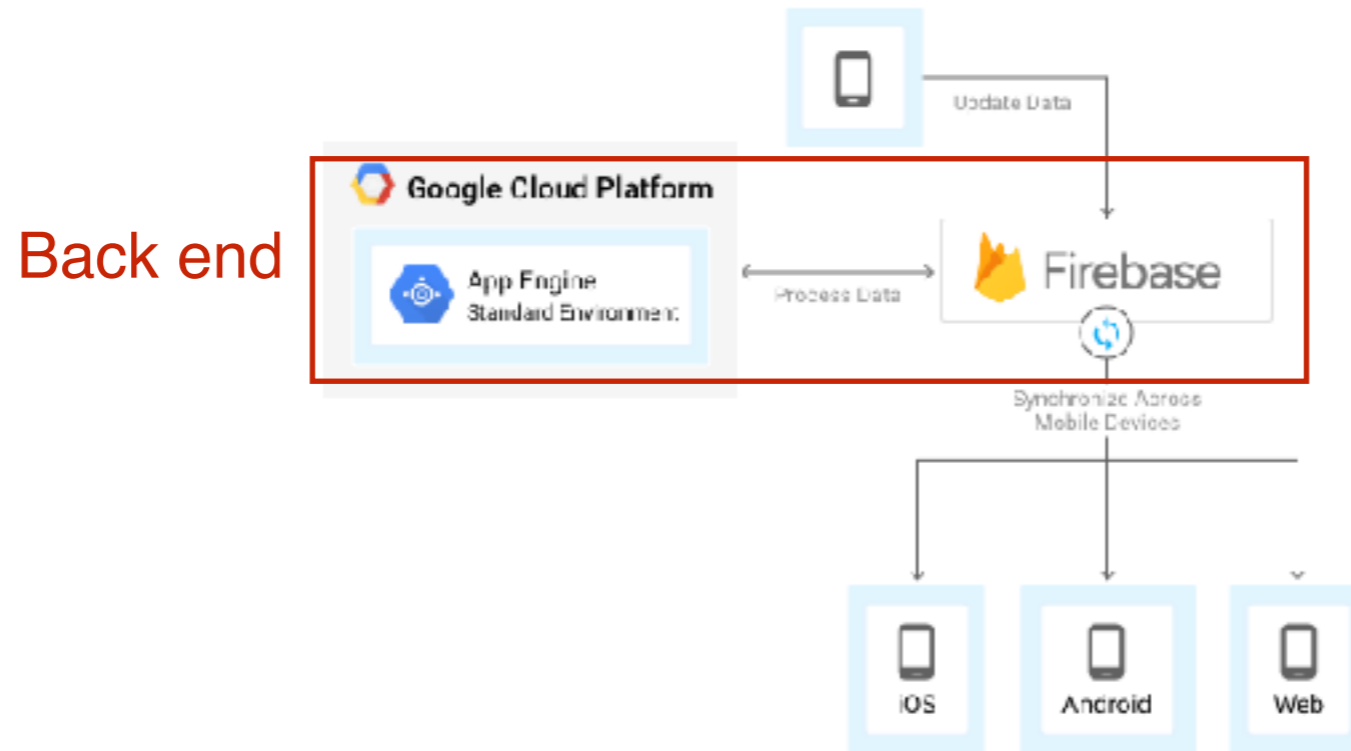 Update Data
Google Cloud Platform
Back end
App Engine
Standard Environment
Process Data
Firebase
Synchronize Across
Mobile Devices
iOS
Android
Web